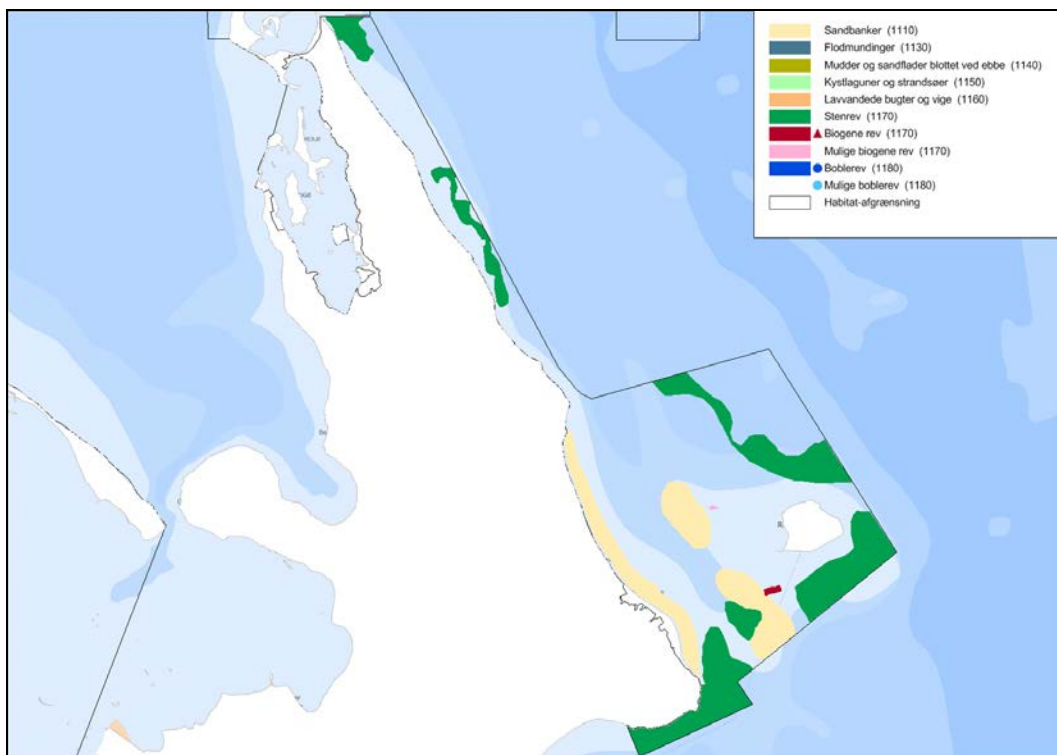 Sandbanker (1110)
Flodmundinger (1130)
Mudder og sandflader blottet ved ebbe (1140)
Kystlaguner og strandsøer (1150)
Lavvandede bugter og vige (1160)
Stenrev (1170)
Biogene rev (1170)
Mulige biogene rev (1170)
Boblerev (1180)
Mulige boblerev (1180)
Habitat-afgrænsning
R.